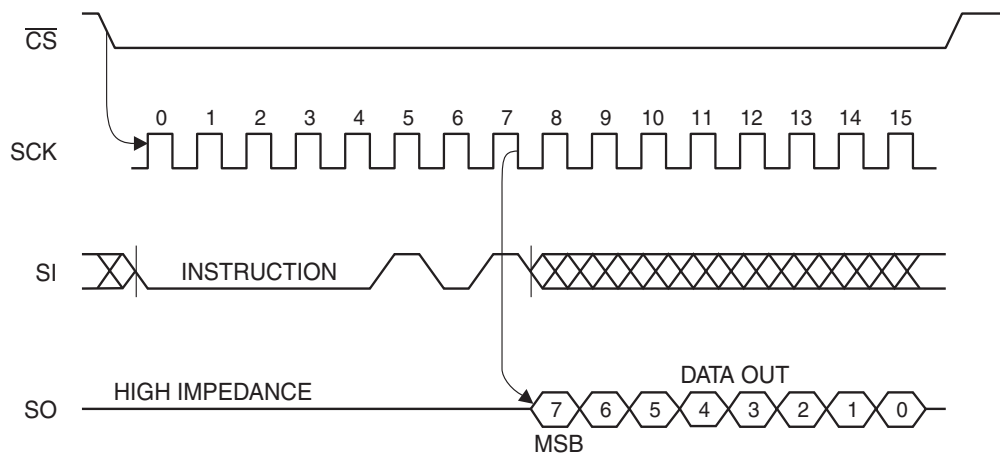 CS
0 1 2 3 4 5 6 7 8 9 10 11 12 13 14 15
SCK
SI INSTRUCTION
HIGH IMPEDANCE DATA OUT
SO 7 6 5 4 3 2 1 0
MSB